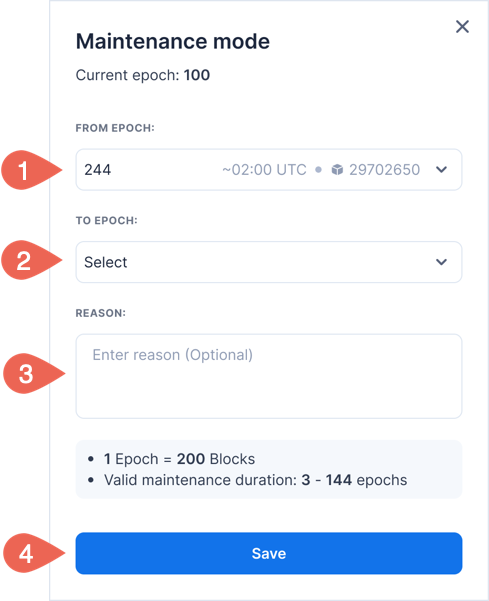 Maintenance mode
Current epoch: 100
FROM EPOCH:
1
244 ~02:00 UTC • 29702650
TO EPOCH:
2
Select
REASON:
3
Enter reason (Optional)
• 1 Epoch = 200 Blocks
• Valid maintenance duration: 3 - 144 epochs
4
Save